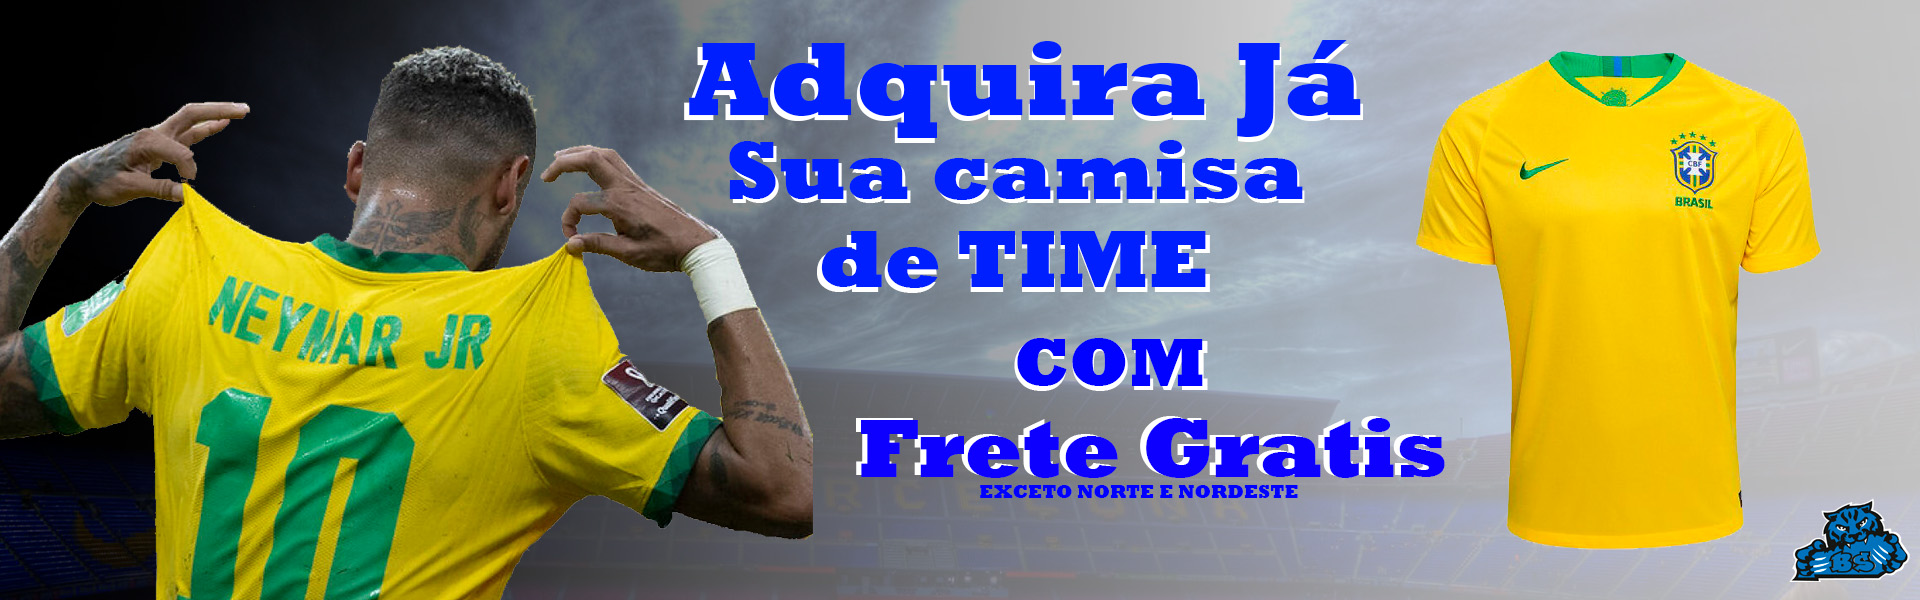 Adquira Já
Sua camisa
de TIME
COM
Frete Gratis
EXCETO NORTE E NORDESTE
NEYMAR JR
10
CBF
BRASIL
BS